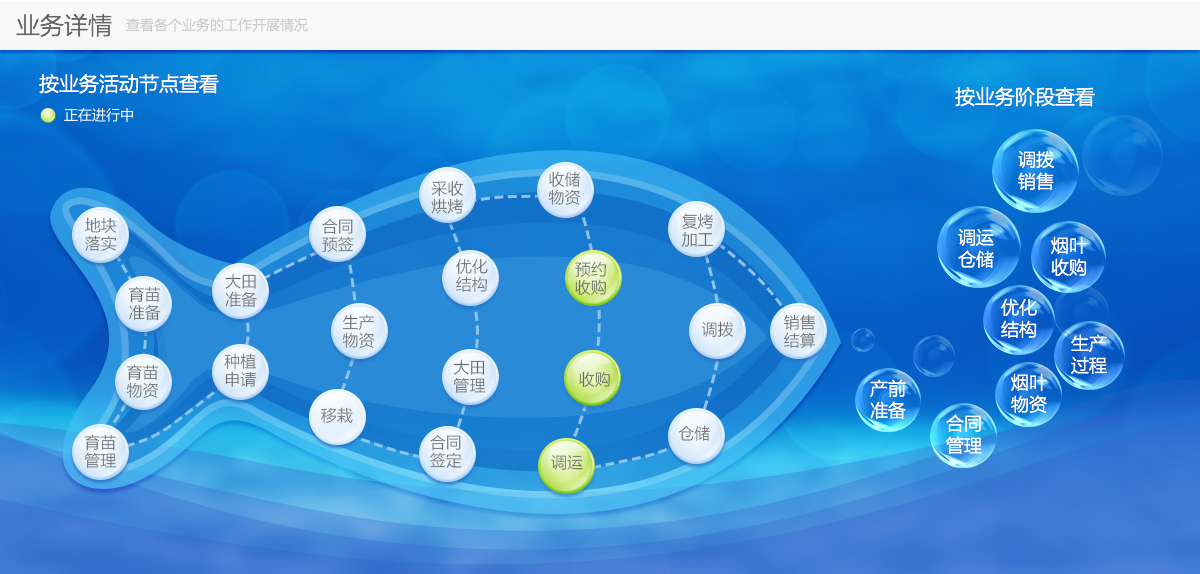 业务详情 查看各个业务的工作开展情况
按业务活动节点查看
正在进行中
按业务阶段查看
地块
落实
育苗
准备
育苗
物资
育苗
管理
大田
准备
种植
申请
合同
预签
生产
物资
移栽
采收
烘烤
优化
结构
大田
管理
合同
签定
收储
物资
预约
收购
收购
调运
复烤
加工
调拨
仓储
销售
结算
调拨
销售
调运
仓储
烟叶
收购
优化
结构
生产
过程
烟叶
物资
产前
准备
合同
管理